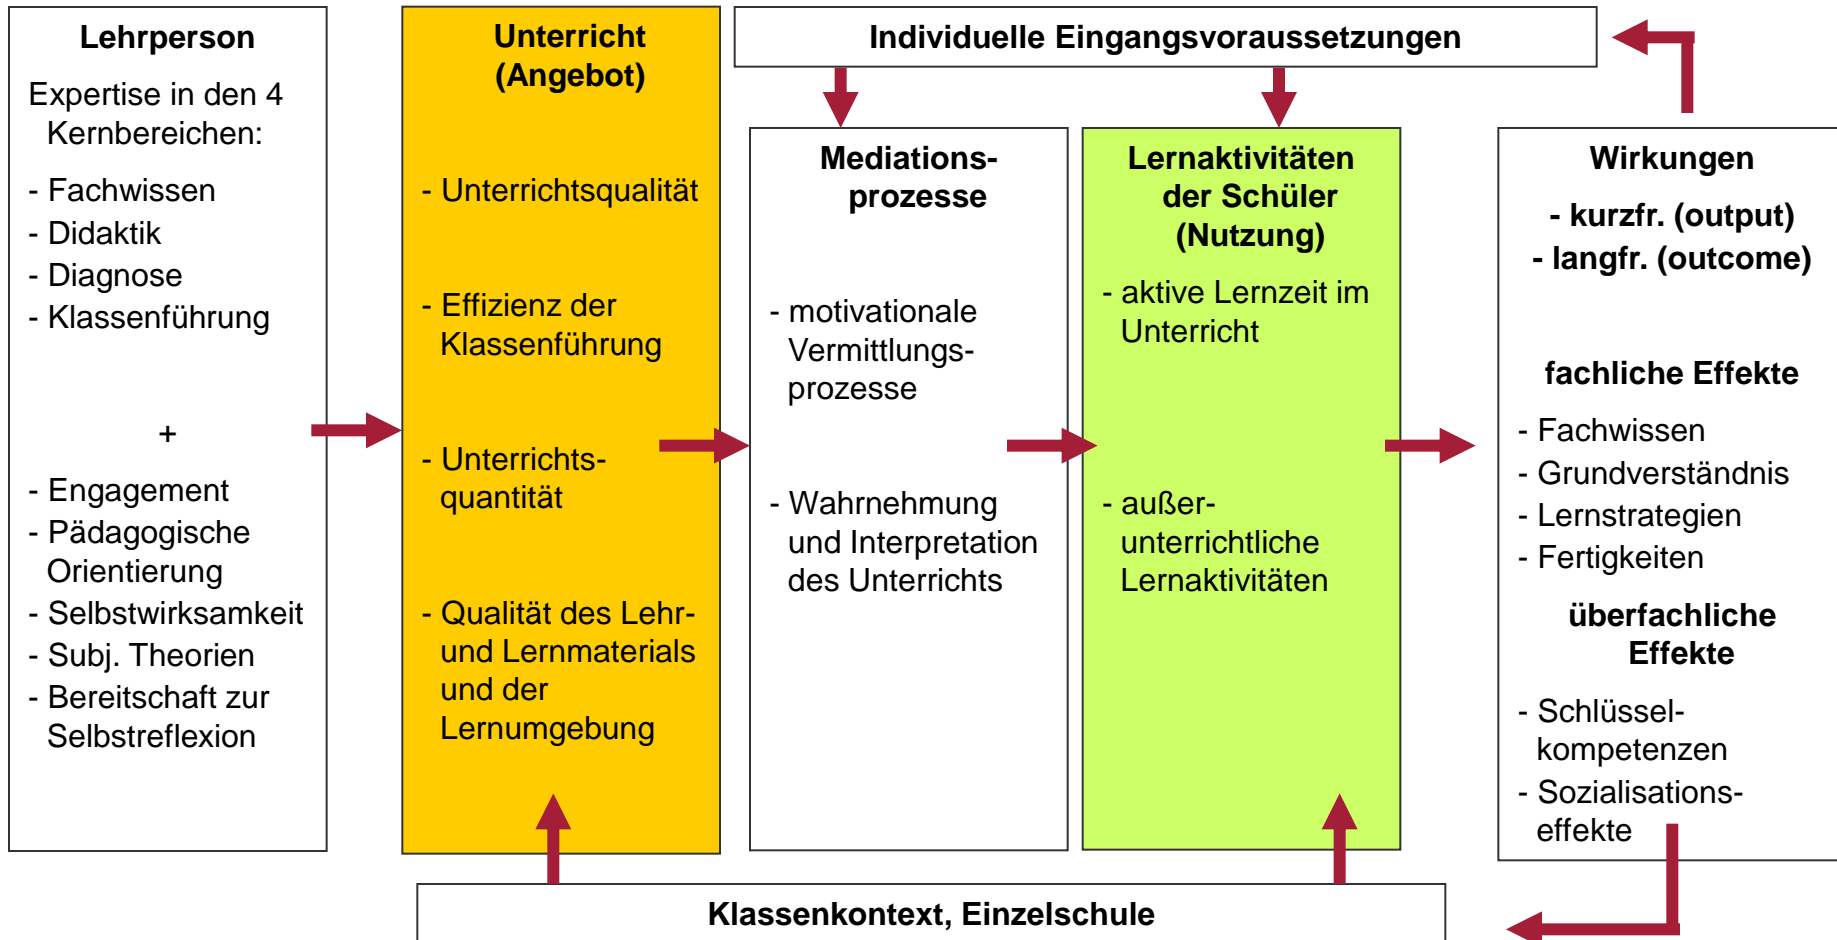 Lehrperson
Expertise in den 4
Kernbereichen:
- Fachwissen
- Didaktik
- Diagnose
- Klassenführung
+
- Engagement
- Pädagogische
Orientierung
- Selbstwirksamkeit
- Subj. Theorien
- Bereitschaft zur
Selbstreflexion
Unterricht
(Angebot)
- Unterrichtsqualität
- Effizienz der
Klassenführung
- Unterrichts-
quantität
- Qualität des Lehr-
und Lernmaterials
und der
Lernumgebung
Individuelle Eingangsvoraussetzungen
Mediations-
prozesse
- motivationale
Vermittlungs-
prozesse
- Wahrnehmung
und Interpretation
des Unterrichts
Lernaktivitäten
der Schüler
(Nutzung)
- aktive Lernzeit im
Unterricht
- außer-
unterrichtliche
Lernaktivitäten
Wirkungen
- kurzfr. (output)
- langfr. (outcome)
fachliche Effekte
- Fachwissen
- Grundverständnis
- Lernstrategien
- Fertigkeiten
überfachliche
Effekte
- Schlüssel-
kompetenzen
- Sozialisations-
effekte
Klassenkontext, Einzelschule